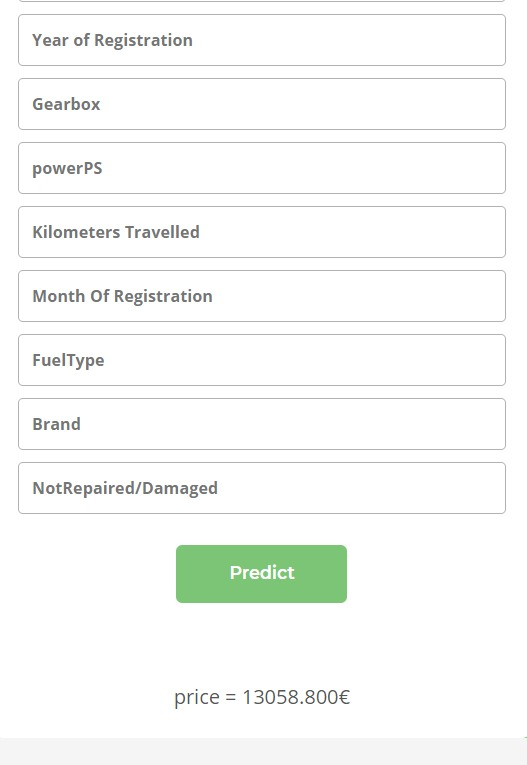 Year of Registration
Gearbox
powerPS
Kilometers Travelled
Month Of Registration
FuelType
Brand
NotRepaired/Damaged
Predict
price = 13058.800€